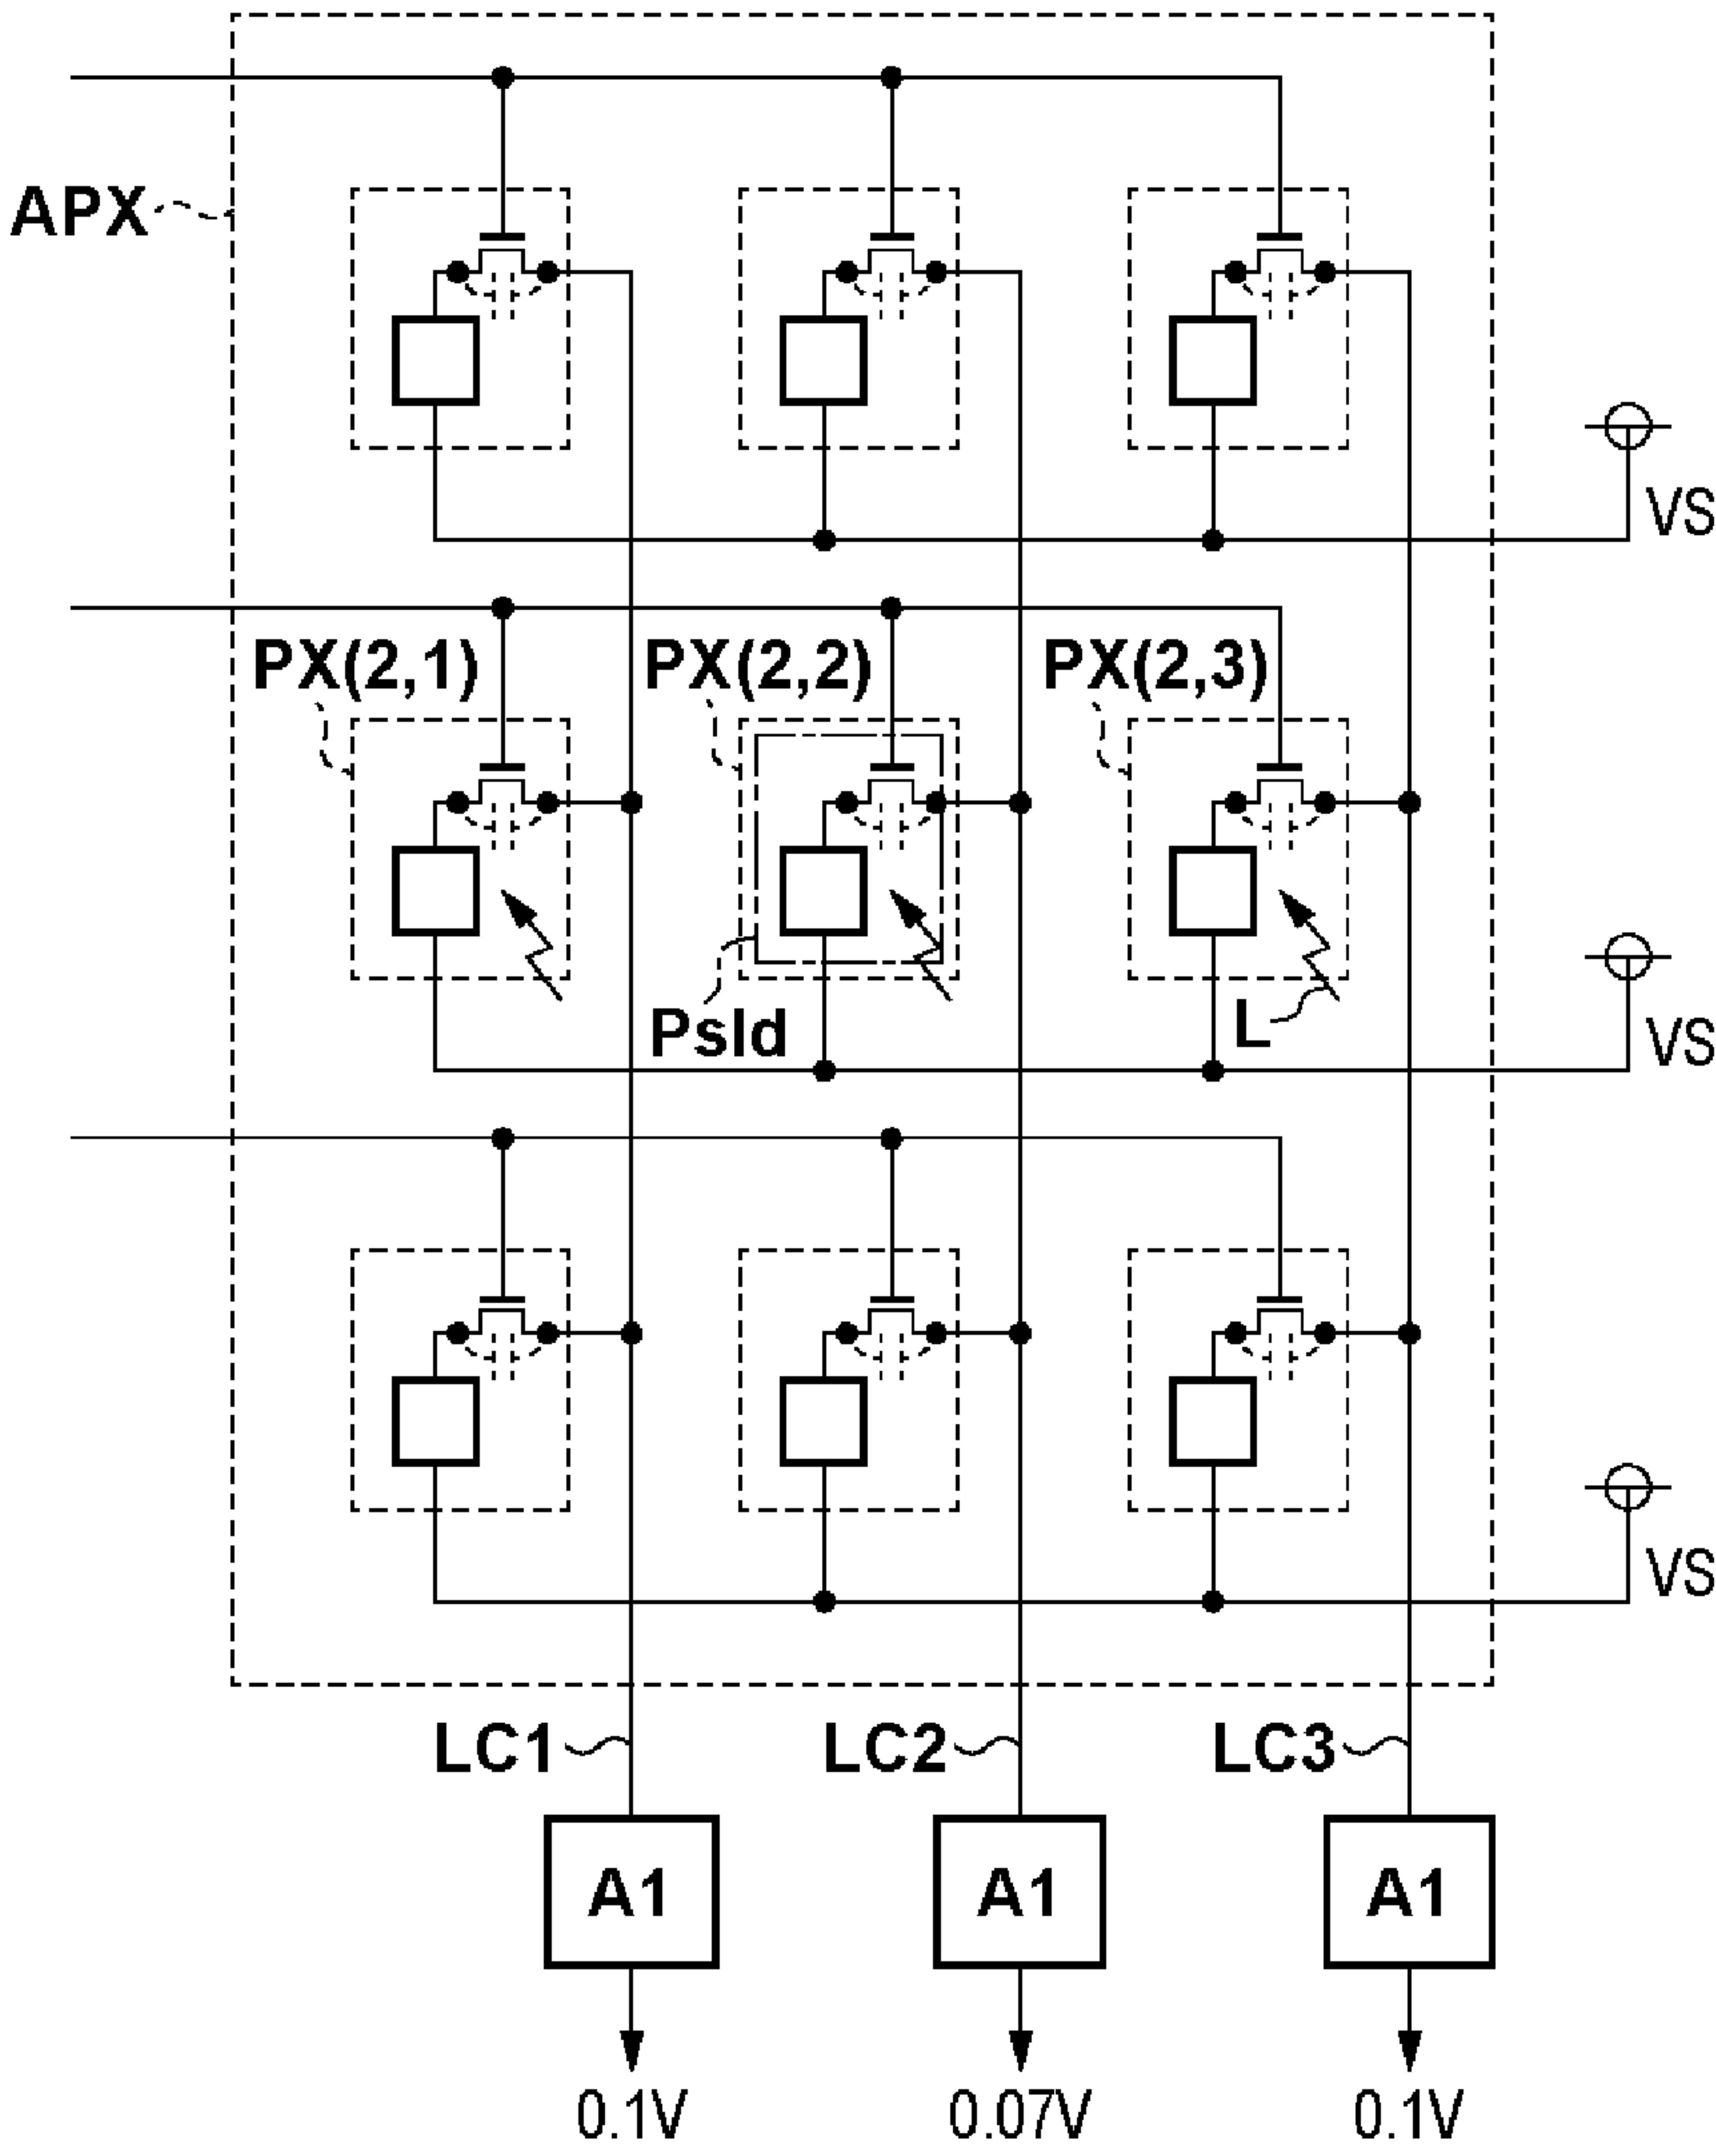 APX
VS
PX(2,1) PX(2,2) PX(2,3)
Psld L
VS
VS
LC1 LC2 LC3
A1 A1 A1
0.1V 0.07V 0.1V